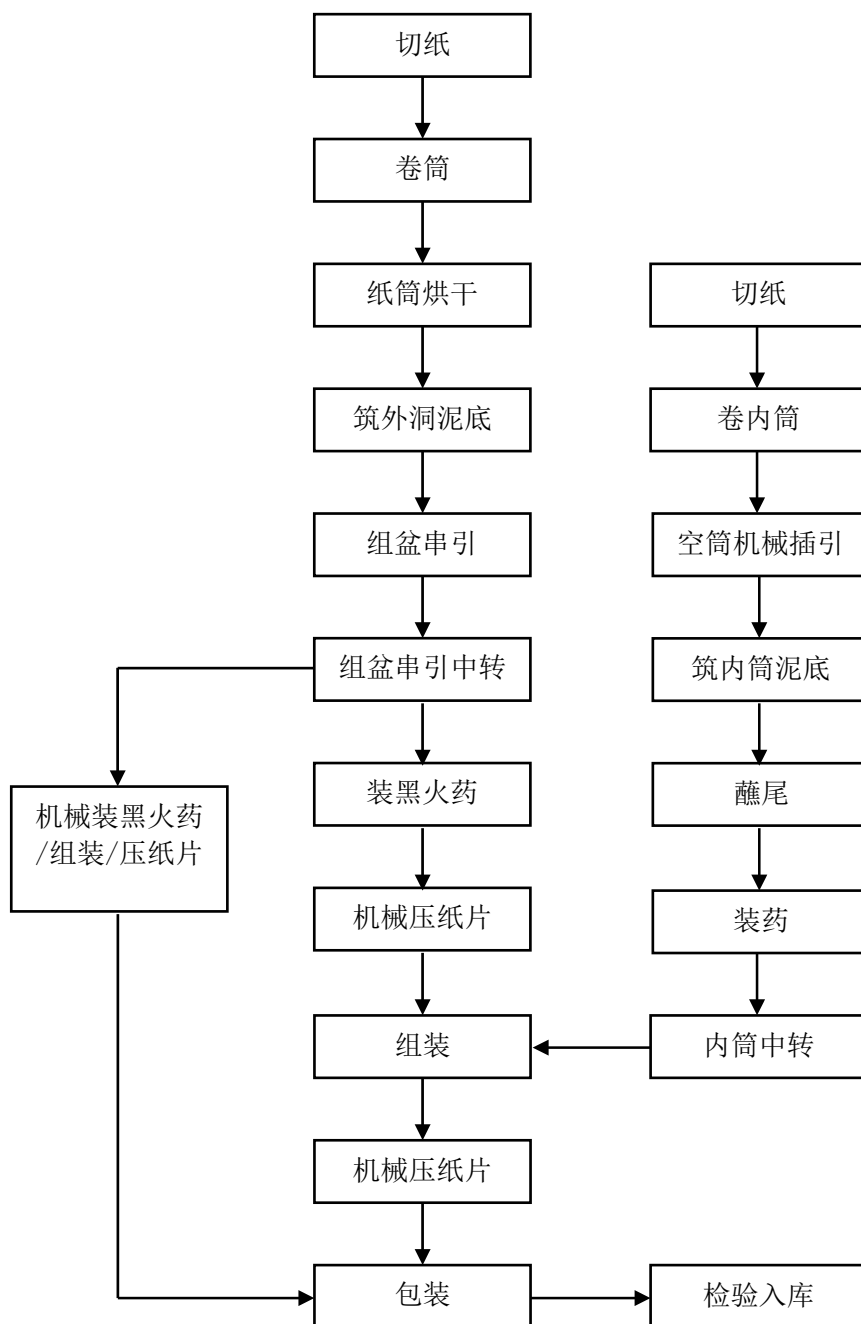 切纸
卷筒
纸筒烘干
切纸
筑外洞泥底
卷内筒
组盆串引
空筒机械插引
组盆串引中转
筑内筒泥底
机械装黑火药
/组装/压纸片
装黑火药
蘸尾
机械压纸片
装药
组装
内筒中转
机械压纸片
包装
检验入库